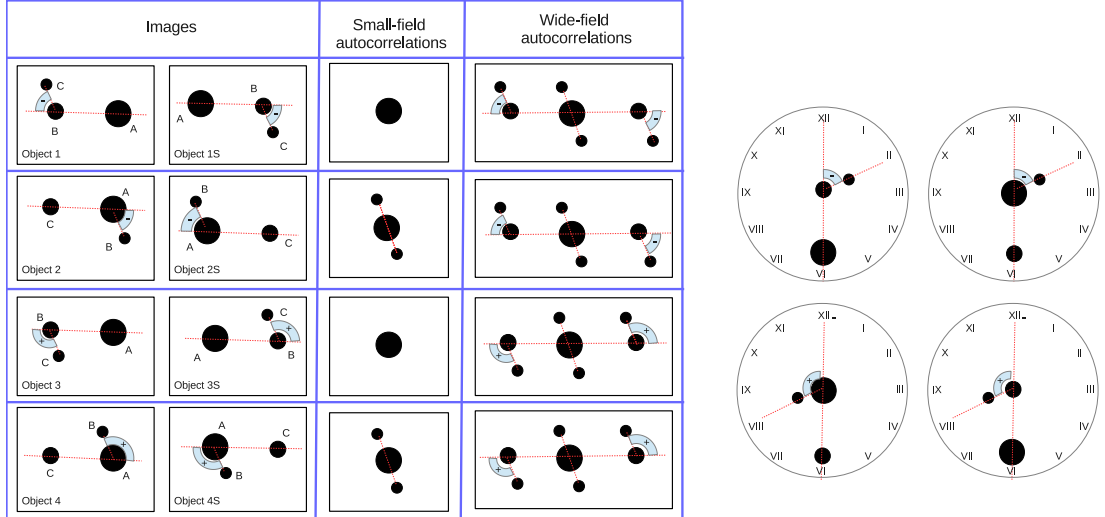 Images
Small-field
autocorrelations
Wide-field
autocorrelations
C
B
A
-
Object 1
B
A
C
-
Object 1S
-
-
A
C
B
-
Object 2
B
A
C
-
Object 2S
-
-
B
A
C
+
Object 3
C
A
B
+
Object 3S
+
+
B
C
A
+
Object 4
A
C
B
+
Object 4S
+
+
XII
XI
I
X
II
IX
III
VIII
IV
VII
V
VI
-
XII
XI
I
X
II
IX
III
VIII
IV
VII
V
VI
-
XII-
XI
I
X
II
IX
III
VIII
IV
VII
V
VI
+
XII-
XI
I
X
II
IX
III
VIII
IV
VII
V
VI
+